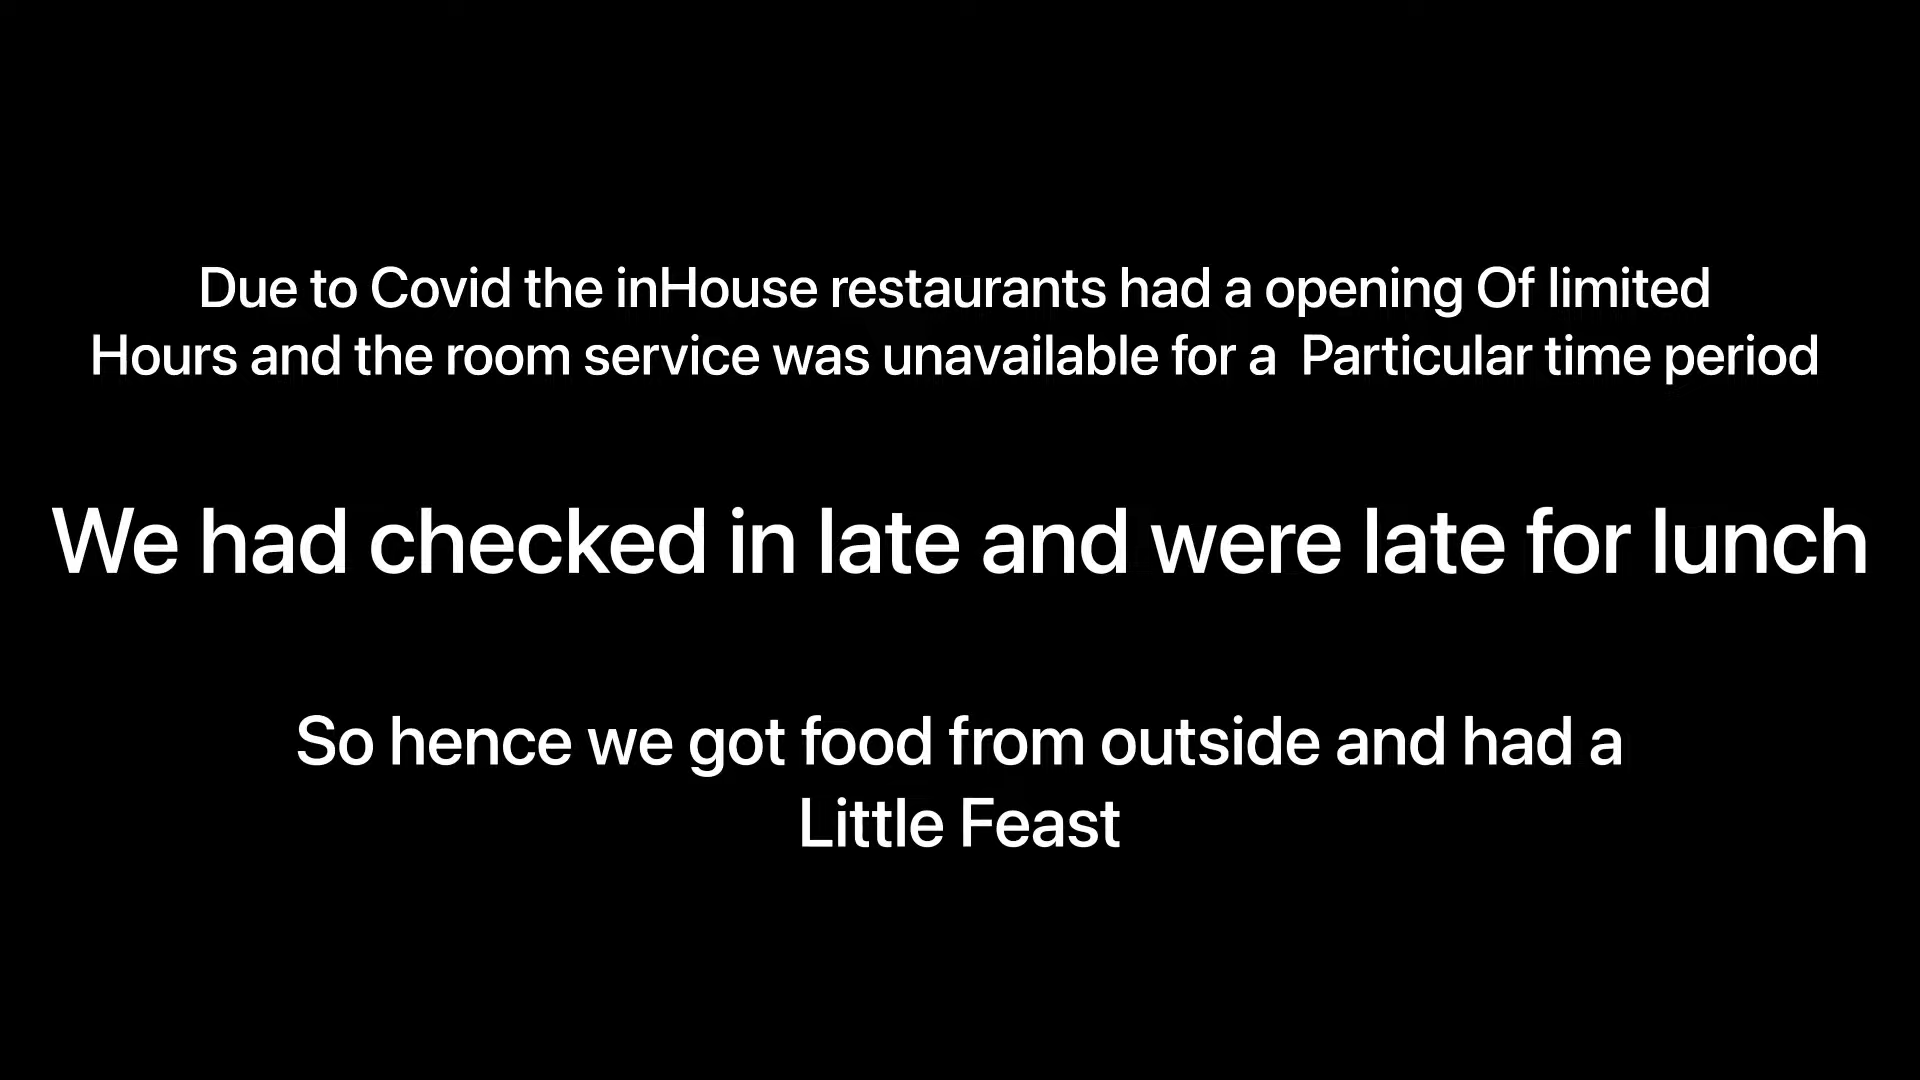 Due to Covid the inHouse restaurants had a opening Of limited
Hours and the room service was unavailable for a  Particular time period
We had checked in late and were late for lunch
So hence we got food from outside and had a
Little Feast